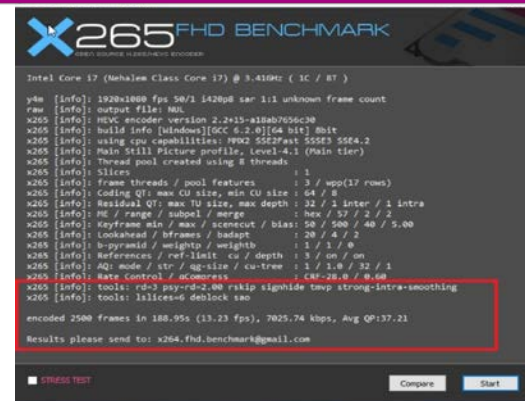 X265 FHD BENCHMARK
OPEN SOURCE H.265/HEVC ENCODER
Intel Core i7 (Nehalem Class Core i7) @ 3.41GHz ( 1C / 8T )
y4m [info]: 1920x1080 fps 50/1 i420p8 sar 1:1 unknown frame count
raw [info]: output file: NUL
x265 [info]: HEVC encoder version 2.2+15-a18ab7656c30
x265 [info]: build info [Windows][GCC 6.2.0][64 bit] 8bit
x265 [info]: using cpu capabilities: MMX2 SSE2Fast SSSE3 SSE4.2
x265 [info]: Main Still Picture profile, Level-4.1 (Main tier)
x265 [info]: Thread pool created using 8 threads
x265 [info]: Slices : 1
x265 [info]: frame threads / pool features : 3 / wpp(17 rows)
x265 [info]: Coding QT: max CU size, min CU size : 64 / 8
x265 [info]: Residual QT: max TU size, max depth : 32 / 1 inter / 1 intra
x265 [info]: ME / range / subpel / merge : hex / 57 / 2 / 2
x265 [info]: Keyframe min / max / scenecut / bias: 50 / 500 / 40 / 5.00
x265 [info]: Lookahead / bframes / badapt : 20 / 4 / 2
x265 [info]: b-pyramid / weightp / weightb : 1 / 1 / 0
x265 [info]: References / ref-limit cu / depth : 3 / on / on
x265 [info]: AQ: mode / str / qg-size / cu-tree : 1 / 1.0 / 32 / 1
x265 [info]: Rate Control / qCompress : CRF-28.0 / 0.60
x265 [info]: tools: rd=3 psy-rd=2.00 rskip signhide tmvp strong-intra-smoothing
x265 [info]: tools: lslices=6 deblock sao
encoded 2500 frames in 188.95s (13.23 fps), 7025.74 kbps, Avg QP:37.21
Results please send to: x264.fhd.benchmark@gmail.com
STRESS TEST
Compare
Start